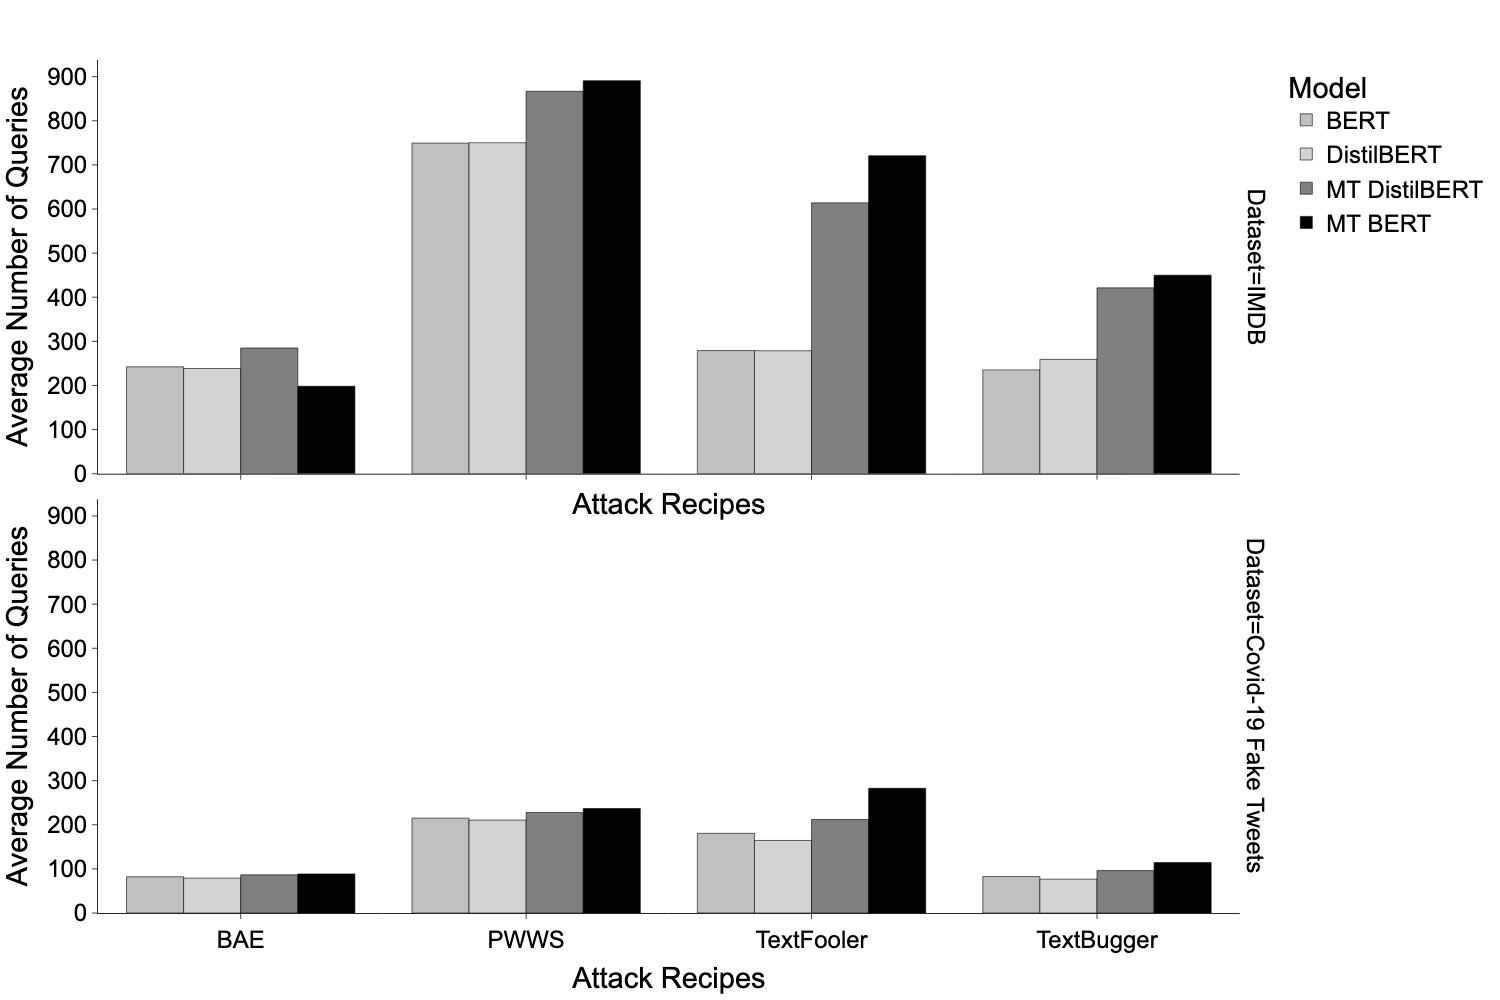 Average Number of Queries
900
800
700
600
500
400
300
200
100
0
Attack Recipes
Dataset=IMDB
Model
BERT
DistilBERT
MT DistilBERT
MT BERT
Average Number of Queries
900
800
700
600
500
400
300
200
100
0
BAE PWWS TextFooler TextBugger
Attack Recipes
Dataset=Covid-19 Fake Tweets